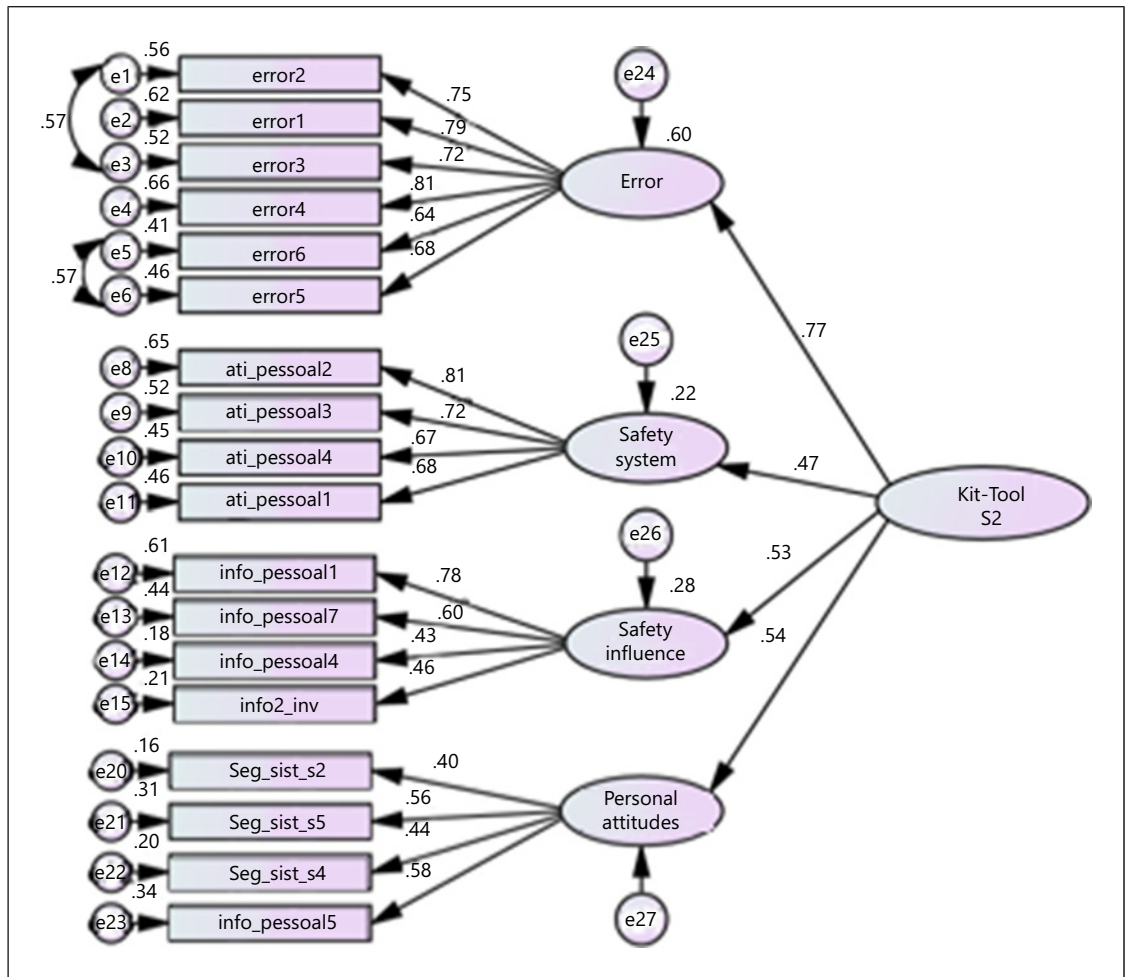 .56
e1
error2
.62
e2
error1
.57
.52
e3
error3
.66
e4
error4
.41
e5
error6
.57
.46
e6
error5
.75
.79
.72
.81
.64
.68
e24
.60
Error
.65
e8
ati_pessoal2
.52
e9
ati_pessoal3
.45
e10
ati_pessoal4
.46
e11
ati_pessoal1
.81
.72
.67
.68
e25
.22
Safety
system
.61
e12
info_pessoal1
.44
e13
info_pessoal7
.18
e14
info_pessoal4
.21
e15
info2_inv
.78
.60
.43
.46
e26
.28
Safety
influence
.16
e20
Seg_sist_s2
.31
e21
Seg_sist_s5
.20
e22
Seg_sist_s4
.34
e23
info_pessoal5
.40
.56
.44
.58
Personal
attitudes
e27
.77
.47
.53
.54
Kit-Tool
S2